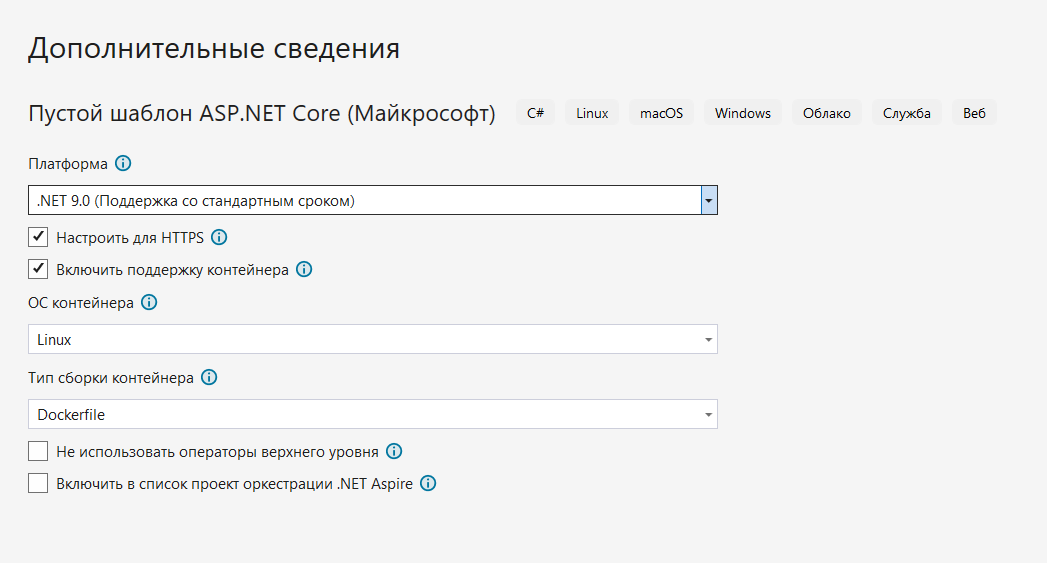 Дополнительные сведения
Пустой шаблон ASP.NET Core (Майкрософт) C# Linux macOS Windows Облако Служба Веб
Платформа
.NET 9.0 (Поддержка со стандартным сроком)
Настроить для HTTPS
Включить поддержку контейнера
ОС контейнера
Linux
Тип сборки контейнера
Dockerfile
Не использовать операторы верхнего уровня
Включить в список проект оркестрации .NET Aspire